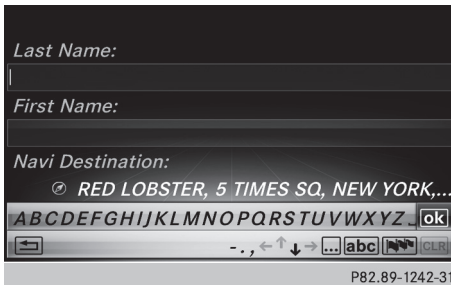 Last Name:
First Name:
Navi Destination:
RED LOBSTER, 5 TIMES SQ, NEW YORK,...
ABCDEFGHIJKLMNOPQRSTUVWXYZ_ ok
-.,←↑↓→...abc CLR
P82.89-1242-31